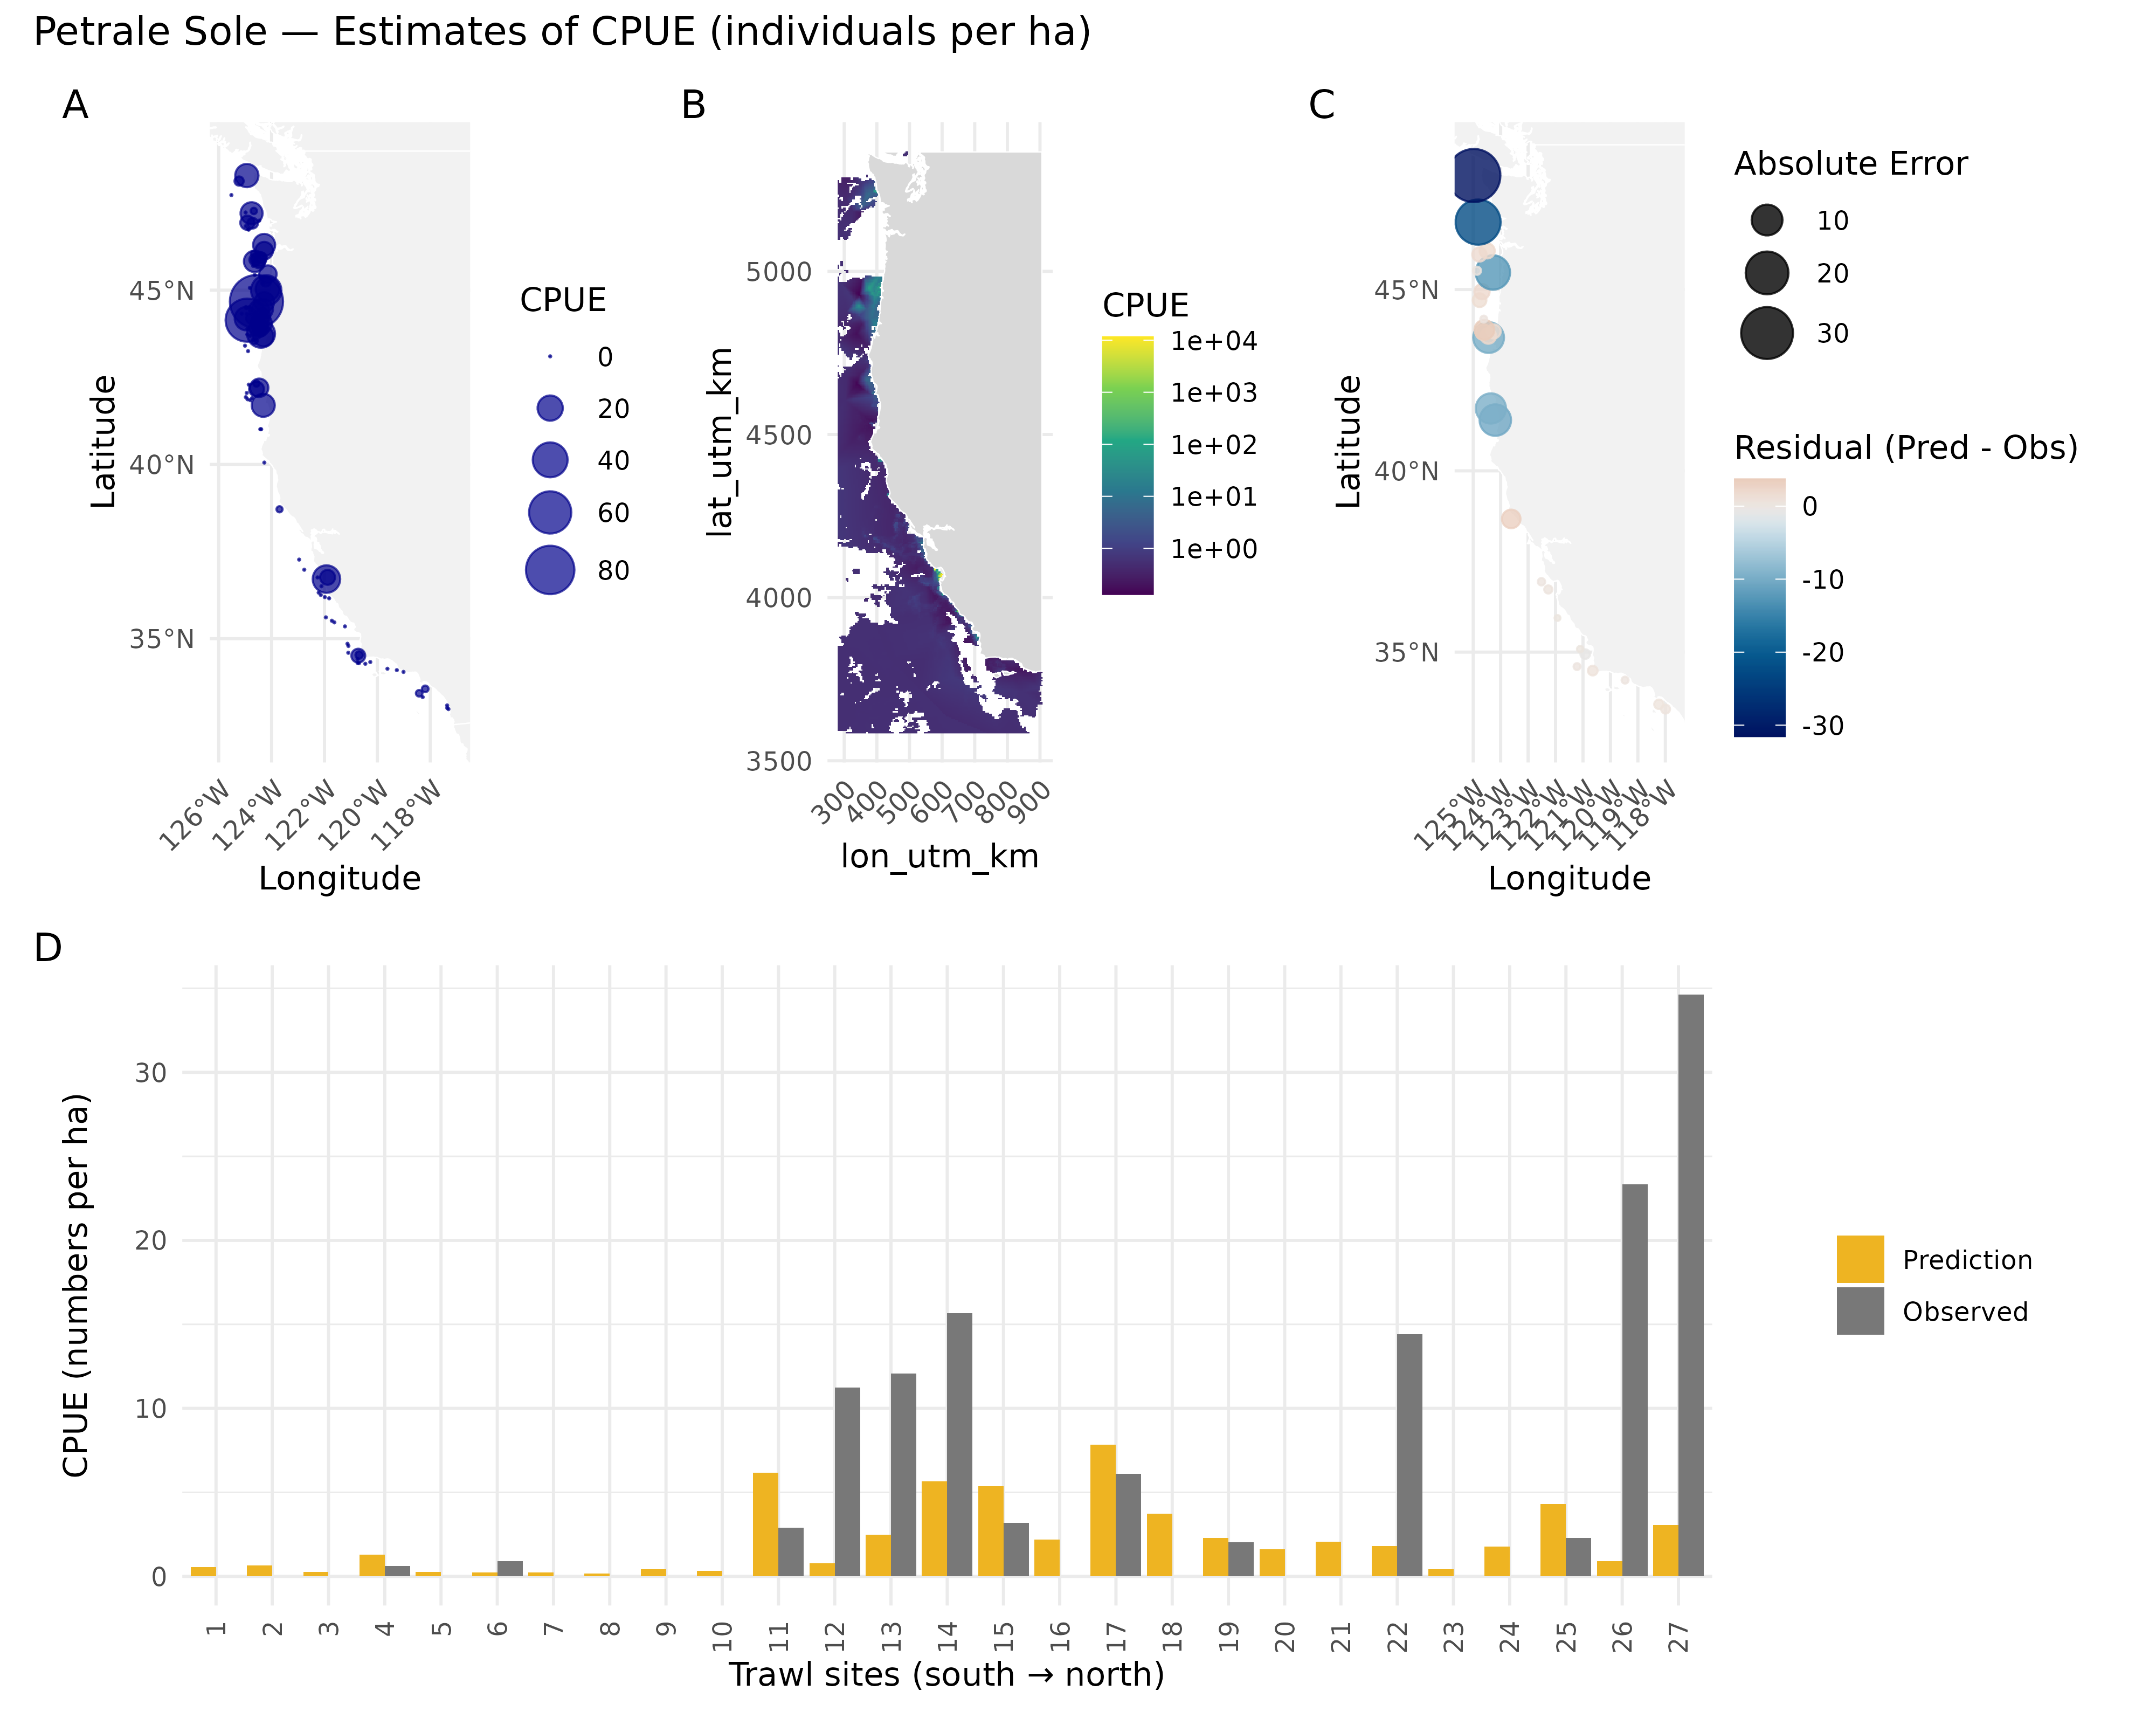 Petrale Sole — Estimates of CPUE (individuals per ha)
A
45°N
40°N
35°N
Latitude
126°W
124°W
122°W
120°W
118°W
Longitude
CPUE
0
20
40
60
80
B
5000
4500
4000
3500
lat_utm_km
300
400
500
600
700
800
900
lon_utm_km
CPUE
1e+04
1e+03
1e+02
1e+01
1e+00
C
45°N
40°N
35°N
Latitude
125°W
124°W
123°W
122°W
121°W
120°W
119°W
118°W
Longitude
Absolute Error
10
20
30
Residual (Pred - Obs)
0
-10
-20
-30
D
30
20
10
0
CPUE (numbers per ha)
1
2
3
4
5
6
7
8
9
10
11
12
13
14
15
16
17
18
19
20
21
22
23
24
25
26
27
Trawl sites (south → north)
Prediction
Observed